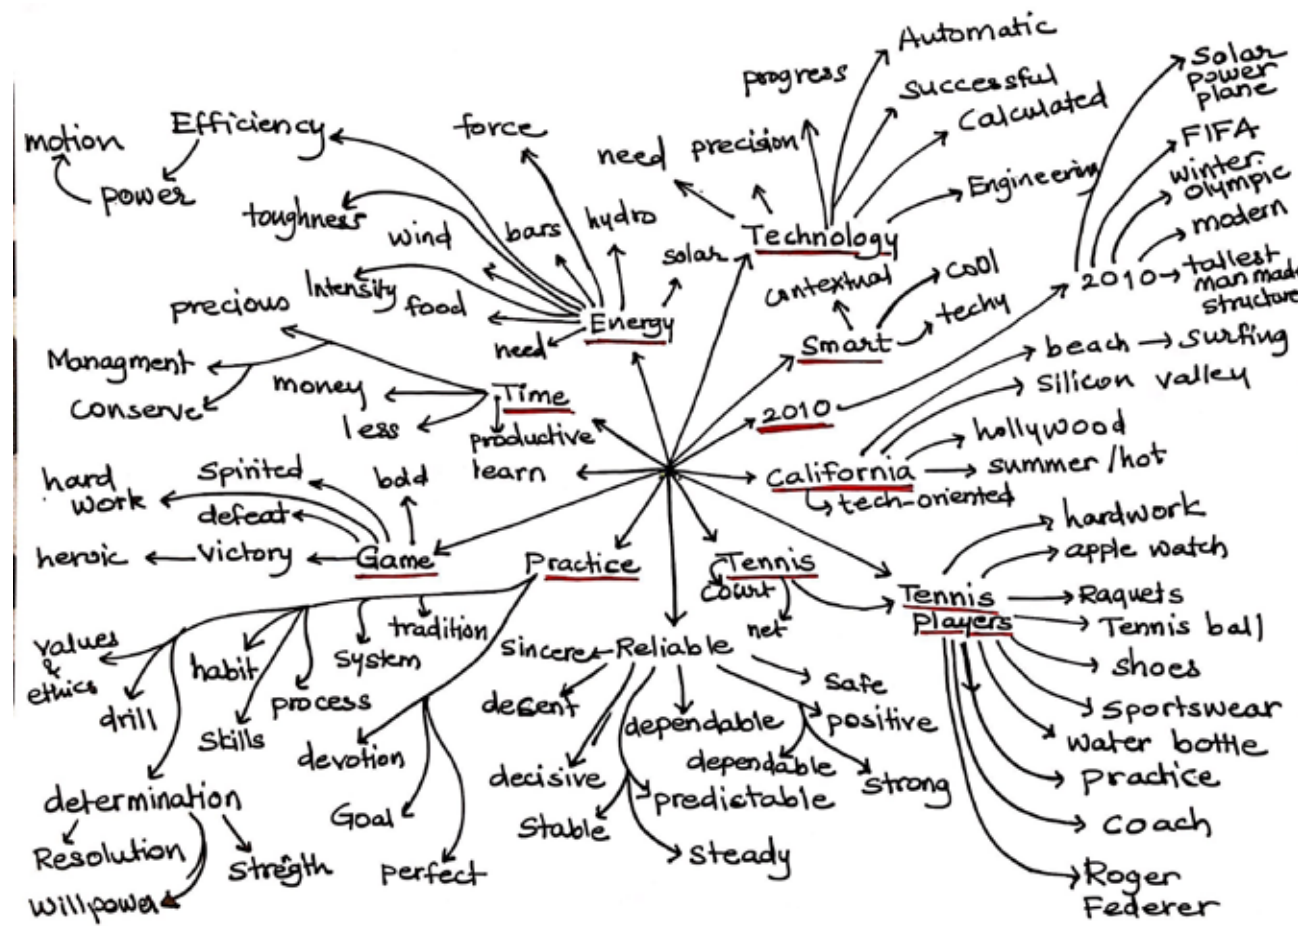 Automatic
progress
Successful
Calculated
precision
need
Engineering
Technology
Solar
power
plane
FIFA
winter
olympic
modern
2010
tallest
man made
structure
contextual
cool
techy
Smart
motion
Efficiency
power
force
toughness
wind
bars
hydro
solar
Intensity
food
need
Energy
precious
Managment
Conserve
money
less
Time
productive
learn
2010
beach
surfing
Silicon valley
hollywood
summer/hot
California
tech-oriented
hard
work
Spirited
bold
defeat
heroic
victory
Game
Practice
Tennis
court
net
Tennis
players
hardwork
apple watch
Raquets
Tennis ball
shoes
Sportswear
water bottle
practice
coach
Roger
Federer
values
&
ethics
drill
habit
Skills
process
system
tradition
devotion
Goal
perfect
determination
Resolution
Willpower
Sincere
Reliable
decisive
dependable
Safe
positive
dependable
strong
Stable
predictable
steady